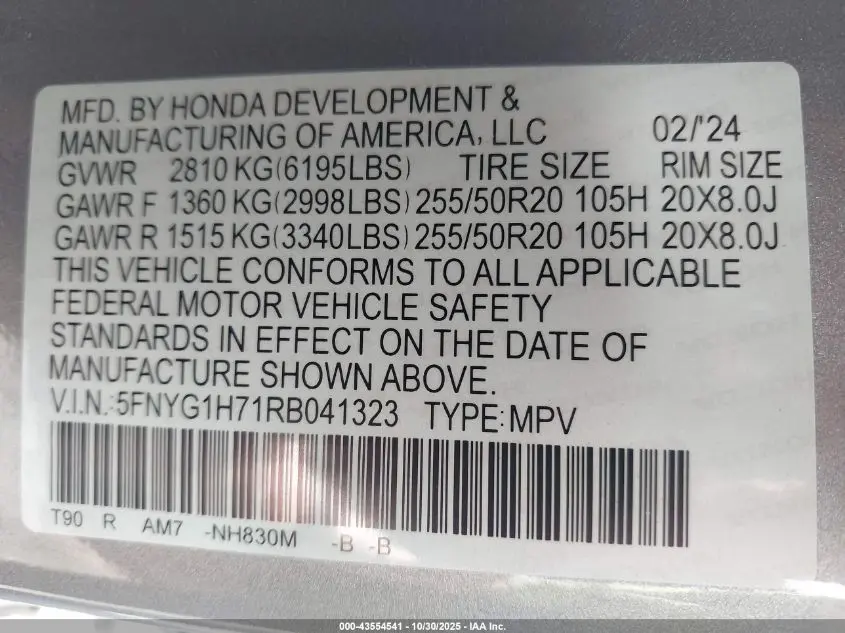 MFD. BY HONDA DEVELOPMENT &
MANUFACTURING OF AMERICA, LLC 02/'24
GVWR 2810 KG(6195LBS) TIRE SIZE RIM SIZE
GAWR F 1360 KG(2998LBS) 255/50R20 105H 20X8.0J
GAWR R 1515 KG(3340LBS) 255/50R20 105H 20X8.0J
THIS VEHICLE CONFORMS TO ALL APPLICABLE
FEDERAL MOTOR VEHICLE SAFETY
STANDARDS IN EFFECT ON THE DATE OF
MANUFACTURE SHOWN ABOVE.
V.I.N.:5FNYG1H71RB041323 TYPE:MPV
T90 R AM7 -NH830M -B -B
000-43554541 | 10/30/2025 | IAA Inc.